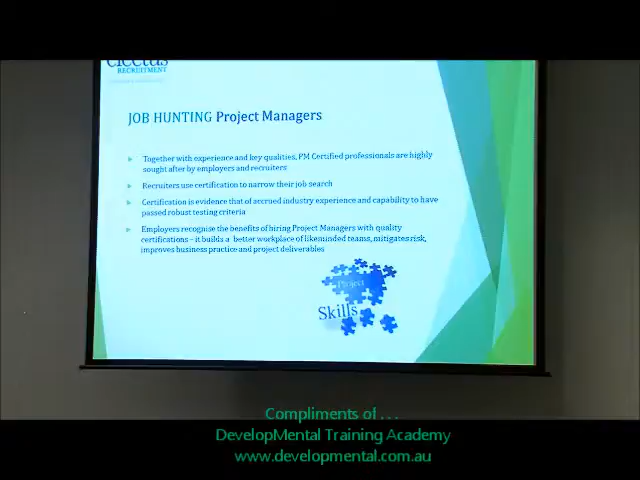 RECRUITMENT
JOB HUNTING Project Managers
Together with experience and key qualities, PM Certified professionals are highly
sought after by employers and recruiters
Recruiters use certification to narrow their job search
Certification is evidence that of accrued industry experience and capability to have
passed robust testing criteria
Employers recognise the benefits of hiring Project Managers with quality
certifications – it builds a better workplace of likeminded teams, mitigates risk,
improves business practice and project deliverables
Project
Skills
Compliments of . . .
DevelopMental Training Academy
www.developmental.com.au